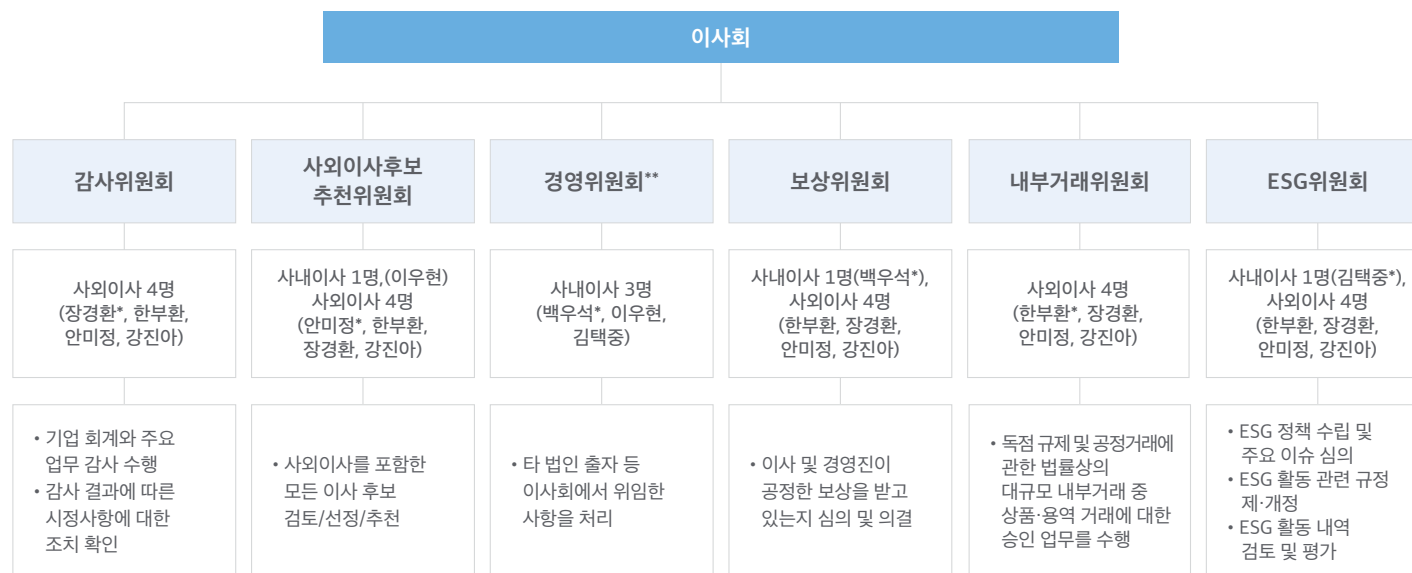 이사회
감사위원회
사외이사후보
추천위원회
경영위원회**
보상위원회
내부거래위원회
ESG위원회
사외이사 4명
(장경환*, 한부환,
안미정, 강진아)
사내이사 1명,(이우현)
사외이사 4명
(안미정*, 한부환,
장경환, 강진아)
사내이사 3명
(백우석*, 이우현,
김택중)
사내이사 1명(백우석*),
사외이사 4명
(한부환, 장경환,
안미정, 강진아)
사외이사 4명
(한부환*, 장경환,
안미정, 강진아)
사내이사 1명(김택중*),
사외이사 4명
(한부환, 장경환,
안미정, 강진아)
• 기업 회계와 주요
업무 감사 수행
• 감사 결과에 따른
시정사항에 대한
조치 확인
• 사외이사를 포함한
모든 이사 후보
검토/선정/추천
• 타 법인 출자 등
이사회에서 위임한
사항을 처리
• 이사 및 경영진이
공정한 보상을 받고
있는지 심의 및 의결
• 독점 규제 및 공정거래에
관한 법률상의
대규모 내부거래 중
상품·용역 거래에 대한
승인 업무를 수행
• ESG 정책 수립 및
주요 이슈 심의
• ESG 활동 관련 규정
제·개정
• ESG 활동 내역
검토 및 평가